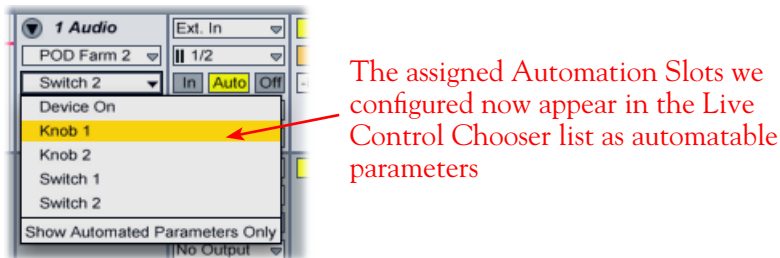 1 Audio
Ext. In
POD Farm 2
1/2
Switch 2
In Auto Off
Device On
Knob 1
Knob 2
Switch 1
Switch 2
Show Automated Parameters Only
No Output
The assigned Automation Slots we
configured now appear in the Live
Control Chooser list as automatable
parameters